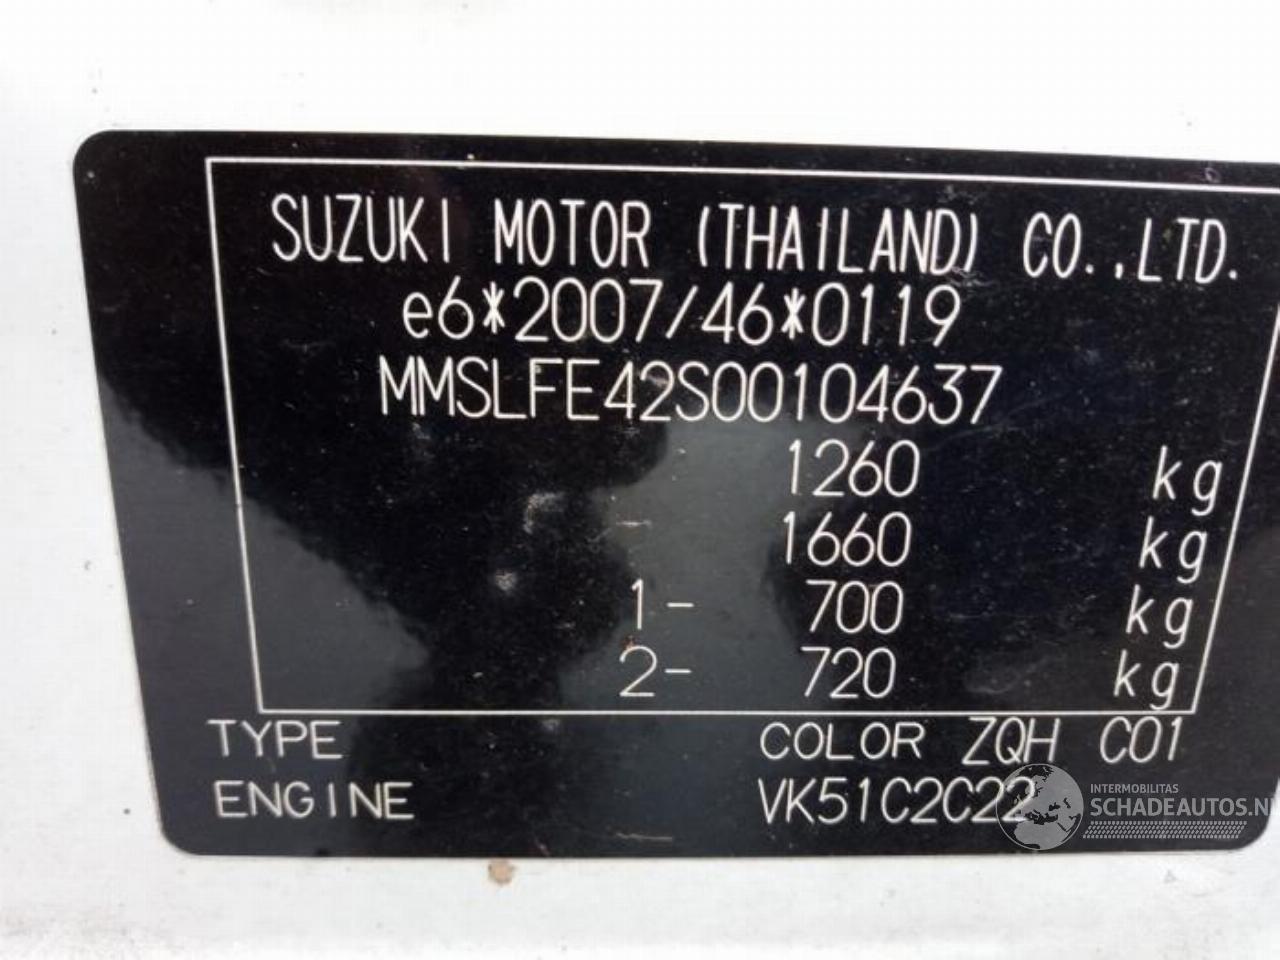 SUZUKI MOTOR (THAILAND) CO.,LTD.
e6*2007/46*0119
MMSLFE42S00104637
1260 kg
1660 kg
1- 700 kg
2- 720 kg
TYPE COLOR ZQH C01
ENGINE VK51C2C22
INTERMOBILITAS
SCHADEAUTOS.NL